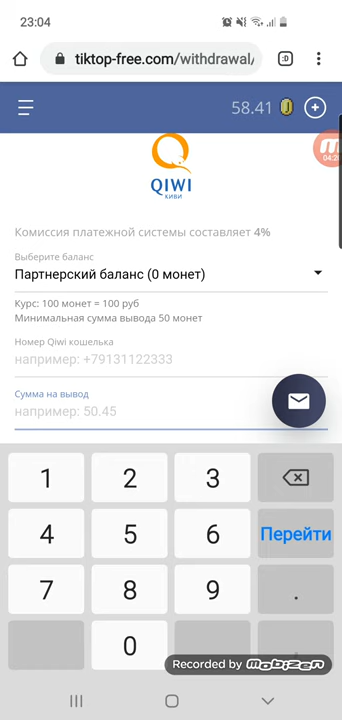 23:04
tiktop-free.com/withdrawal/
:D
58.41
04:20
QIWI
КИВИ
Комиссия платежной системы составляет 4%
Выберите баланс
Партнерский баланс (0 монет)
Курс: 100 монет = 100 руб
Минимальная сумма вывода 50 монет
Номер Qiwi кошелька
например: +79131122333
Сумма на вывод
например: 50.45
1 2 3
4 5 6 Перейти
7 8 9 .
0
Recorded by mobizen